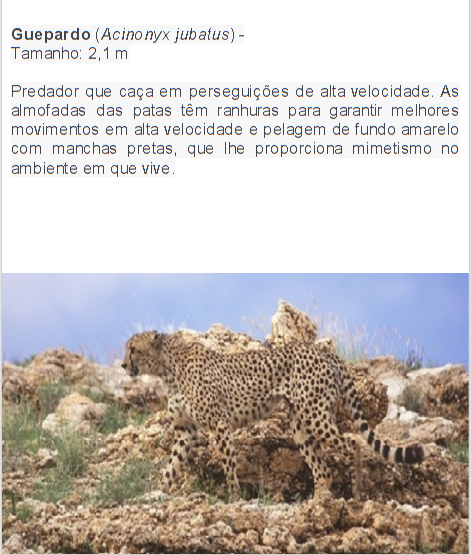 Guepardo (Acinonyx jubatus) -
Tamanho: 2,1 m
Predador que caça em perseguições de alta velocidade. As
almofadas das patas têm ranhuras para garantir melhores
movimentos em alta velocidade e pelagem de fundo amarelo
com manchas pretas, que lhe proporciona mimetismo no
ambiente em que vive.